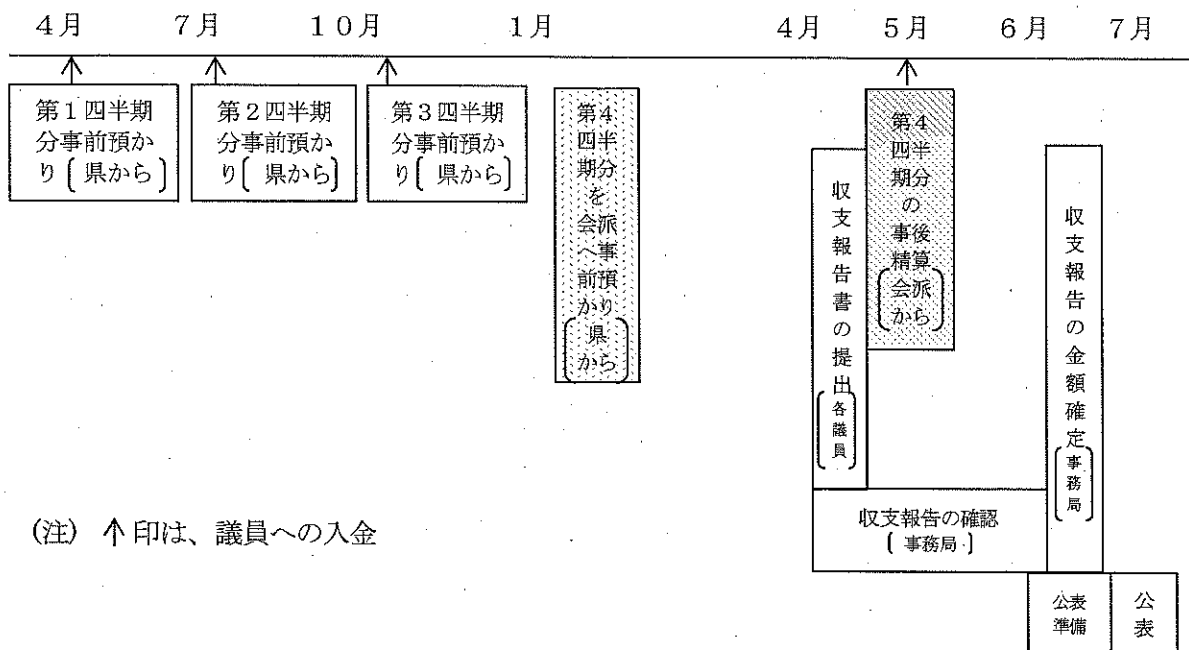 4月 7月 10月 1月 4月 5月 6月 7月
第1四半期
分事前預か
り〔県から〕
第2四半期
分事前預か
り〔県から〕
第3四半期
分事前預か
り〔県から〕
第4四半期分を会派へ事前預かり〔県から〕
収支報告書の提出〔各議員〕
第4四半期分の事後精算〔会派から〕
収支報告の金額確定〔事務局〕
収支報告の確認
〔事務局〕
(注) ↑印は、議員への入金
公表
準備
公表